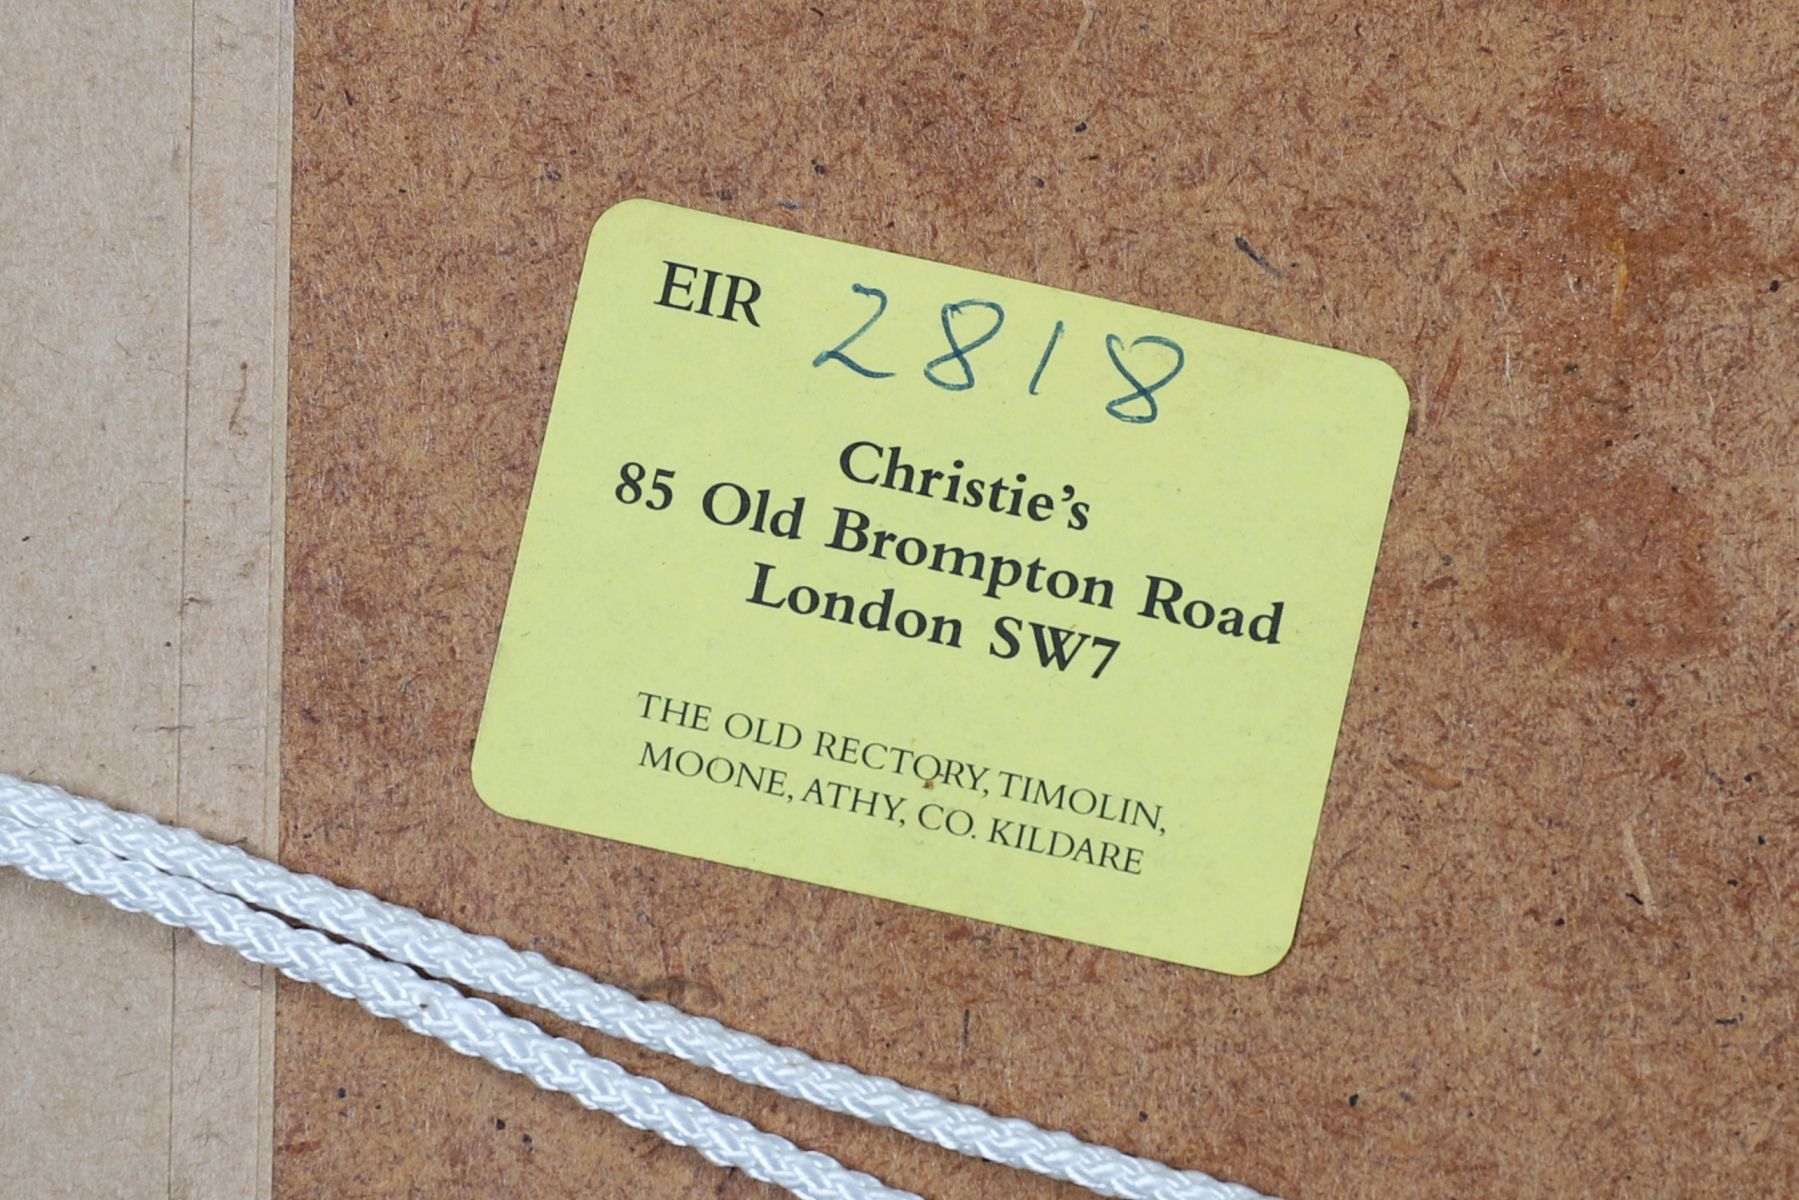 EIR 2818
Christie's
85 Old Brompton Road
London SW7
THE OLD RECTORY, TIMOLIN,
MOONE, ATHY, CO. KILDARE